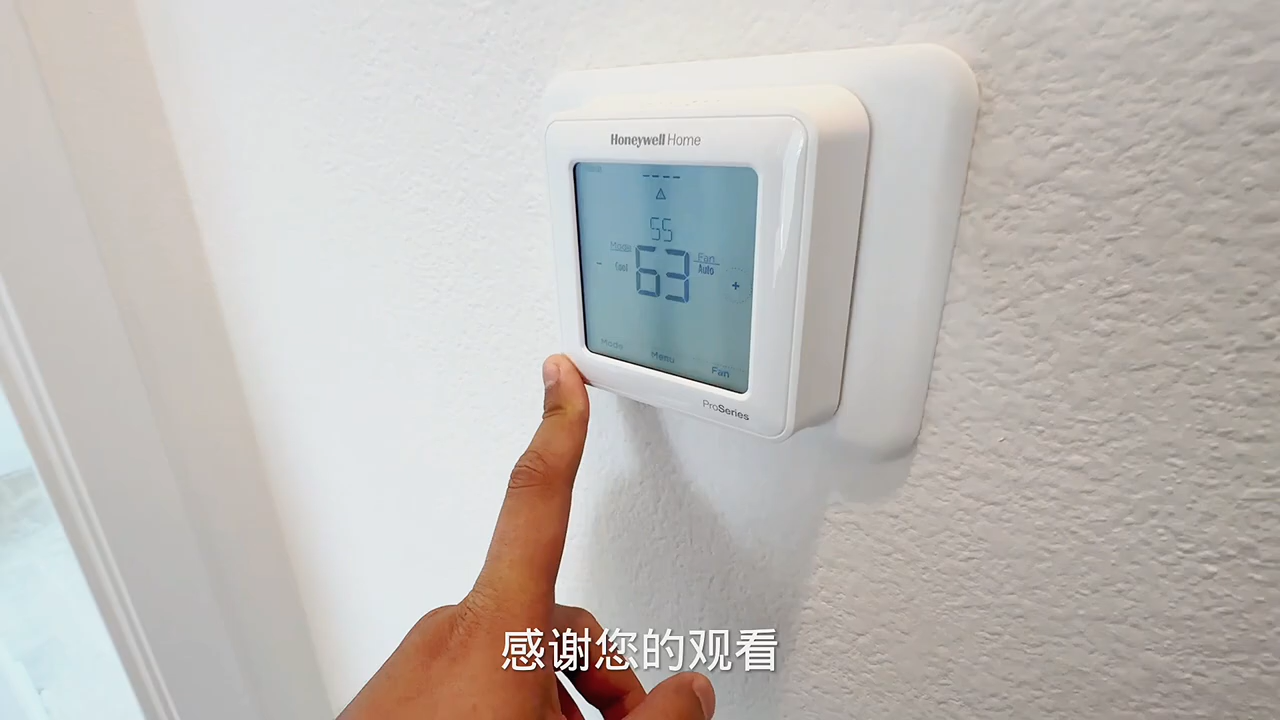 Honeywell Home
55
Mode
Fan
Cool
63
Auto
- +
Mode
Menu
Fan
ProSeries
感谢您的观看